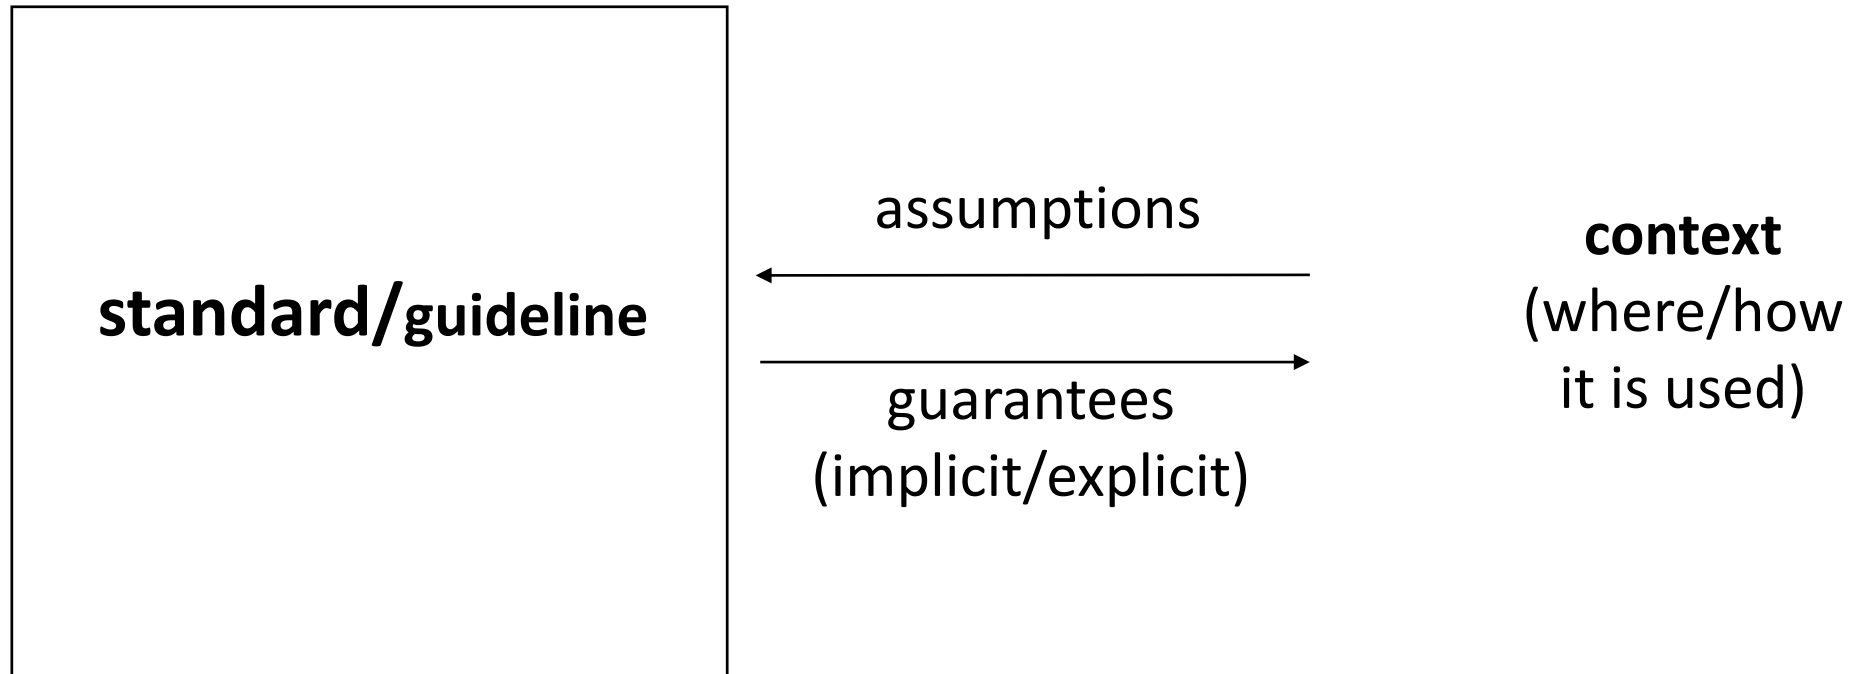 standard/guideline
assumptions
guarantees
(implicit/explicit)
context
(where/how
it is used)